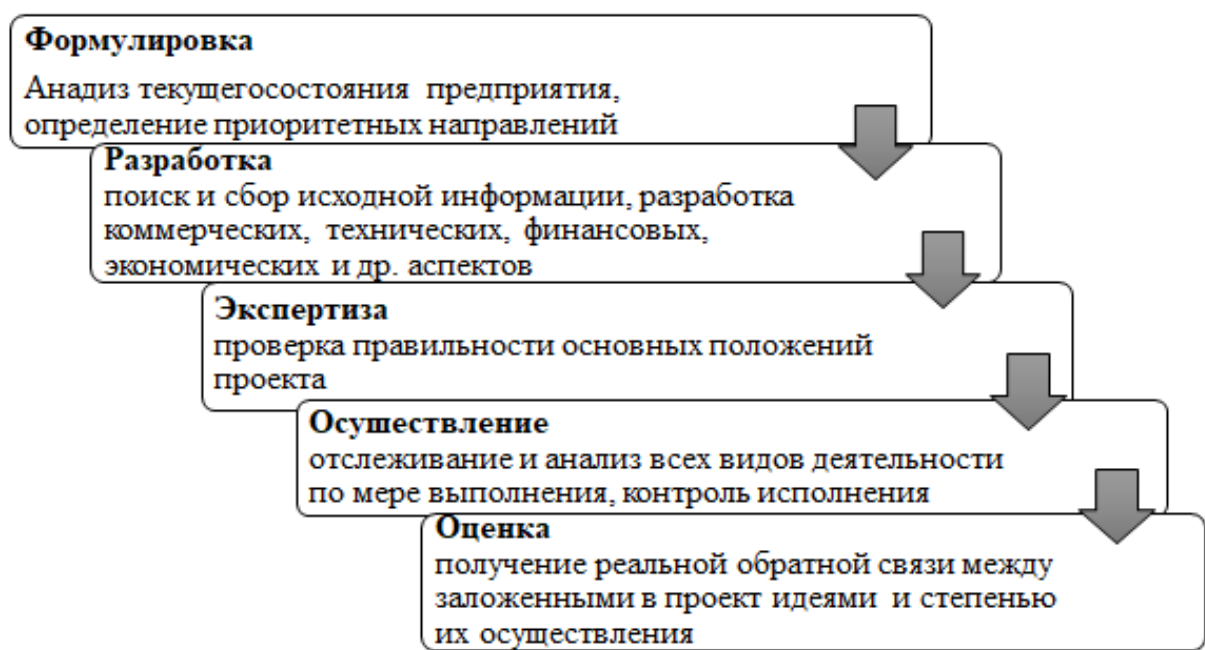 Формулировка
Анадиз текущегосостояния предприятия,
определение приоритетных направлений
Разработка
поиск и сбор исходной информации, разработка
коммерческих, технических, финансовых,
экономических и др. аспектов
Экспертиза
проверка правильности основных положений
проекта
Осуществление
отслеживание и анализ всех видов деятельности
по мере выполнения, контроль исполнения
Оценка
получение реальной обратной связи между
заложенными в проект идеями и степенью
их осуществления